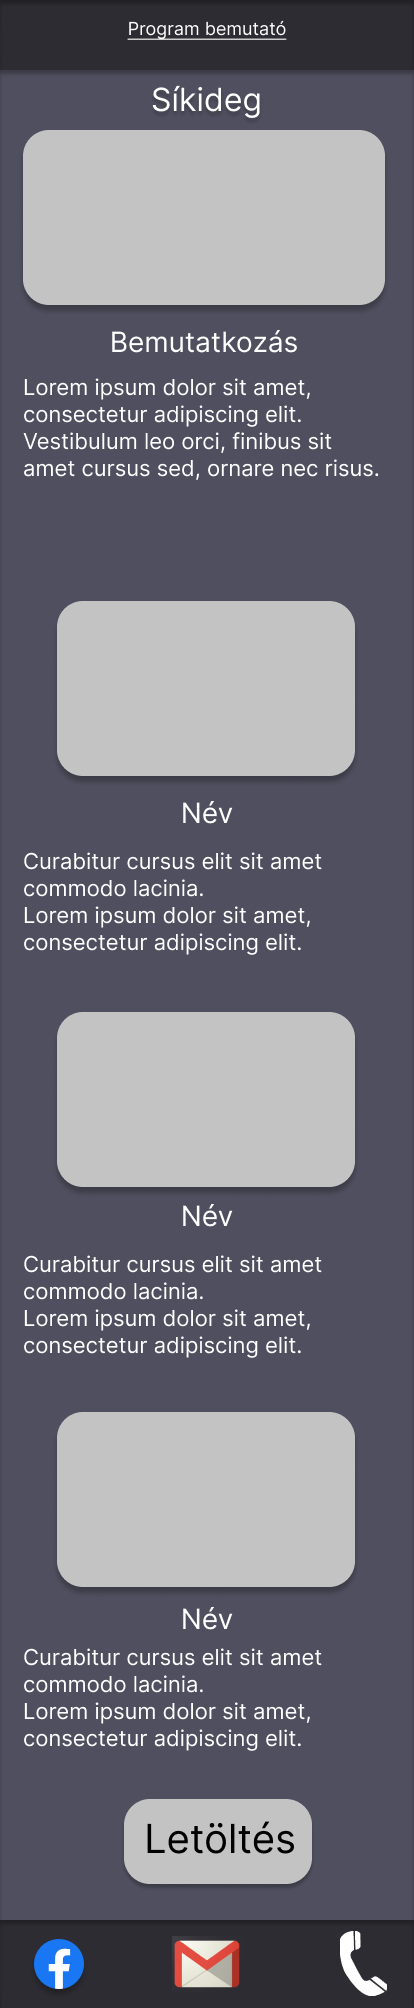 Program bemutató
Síkideg
Bemutatkozás
Lorem ipsum dolor sit amet,
consectetur adipiscing elit.
Vestibulum leo orci, finibus sit
amet cursus sed, ornare nec risus.
Név
Curabitur cursus elit sit amet
commodo lacinia.
Lorem ipsum dolor sit amet,
consectetur adipiscing elit.
Név
Curabitur cursus elit sit amet
commodo lacinia.
Lorem ipsum dolor sit amet,
consectetur adipiscing elit.
Név
Curabitur cursus elit sit amet
commodo lacinia.
Lorem ipsum dolor sit amet,
consectetur adipiscing elit.
Letöltés